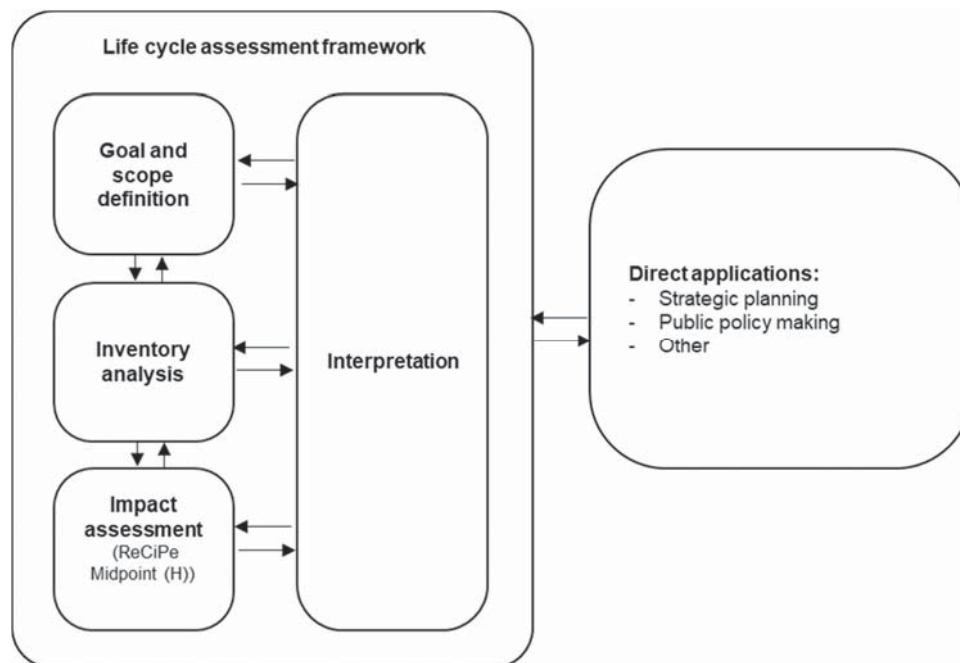 Life cycle assessment framework
Goal and
scope
definition
Inventory
analysis
Impact
assessment
(ReCiPe
Midpoint (H))
Interpretation
Direct applications:
- Strategic planning
- Public policy making
- Other